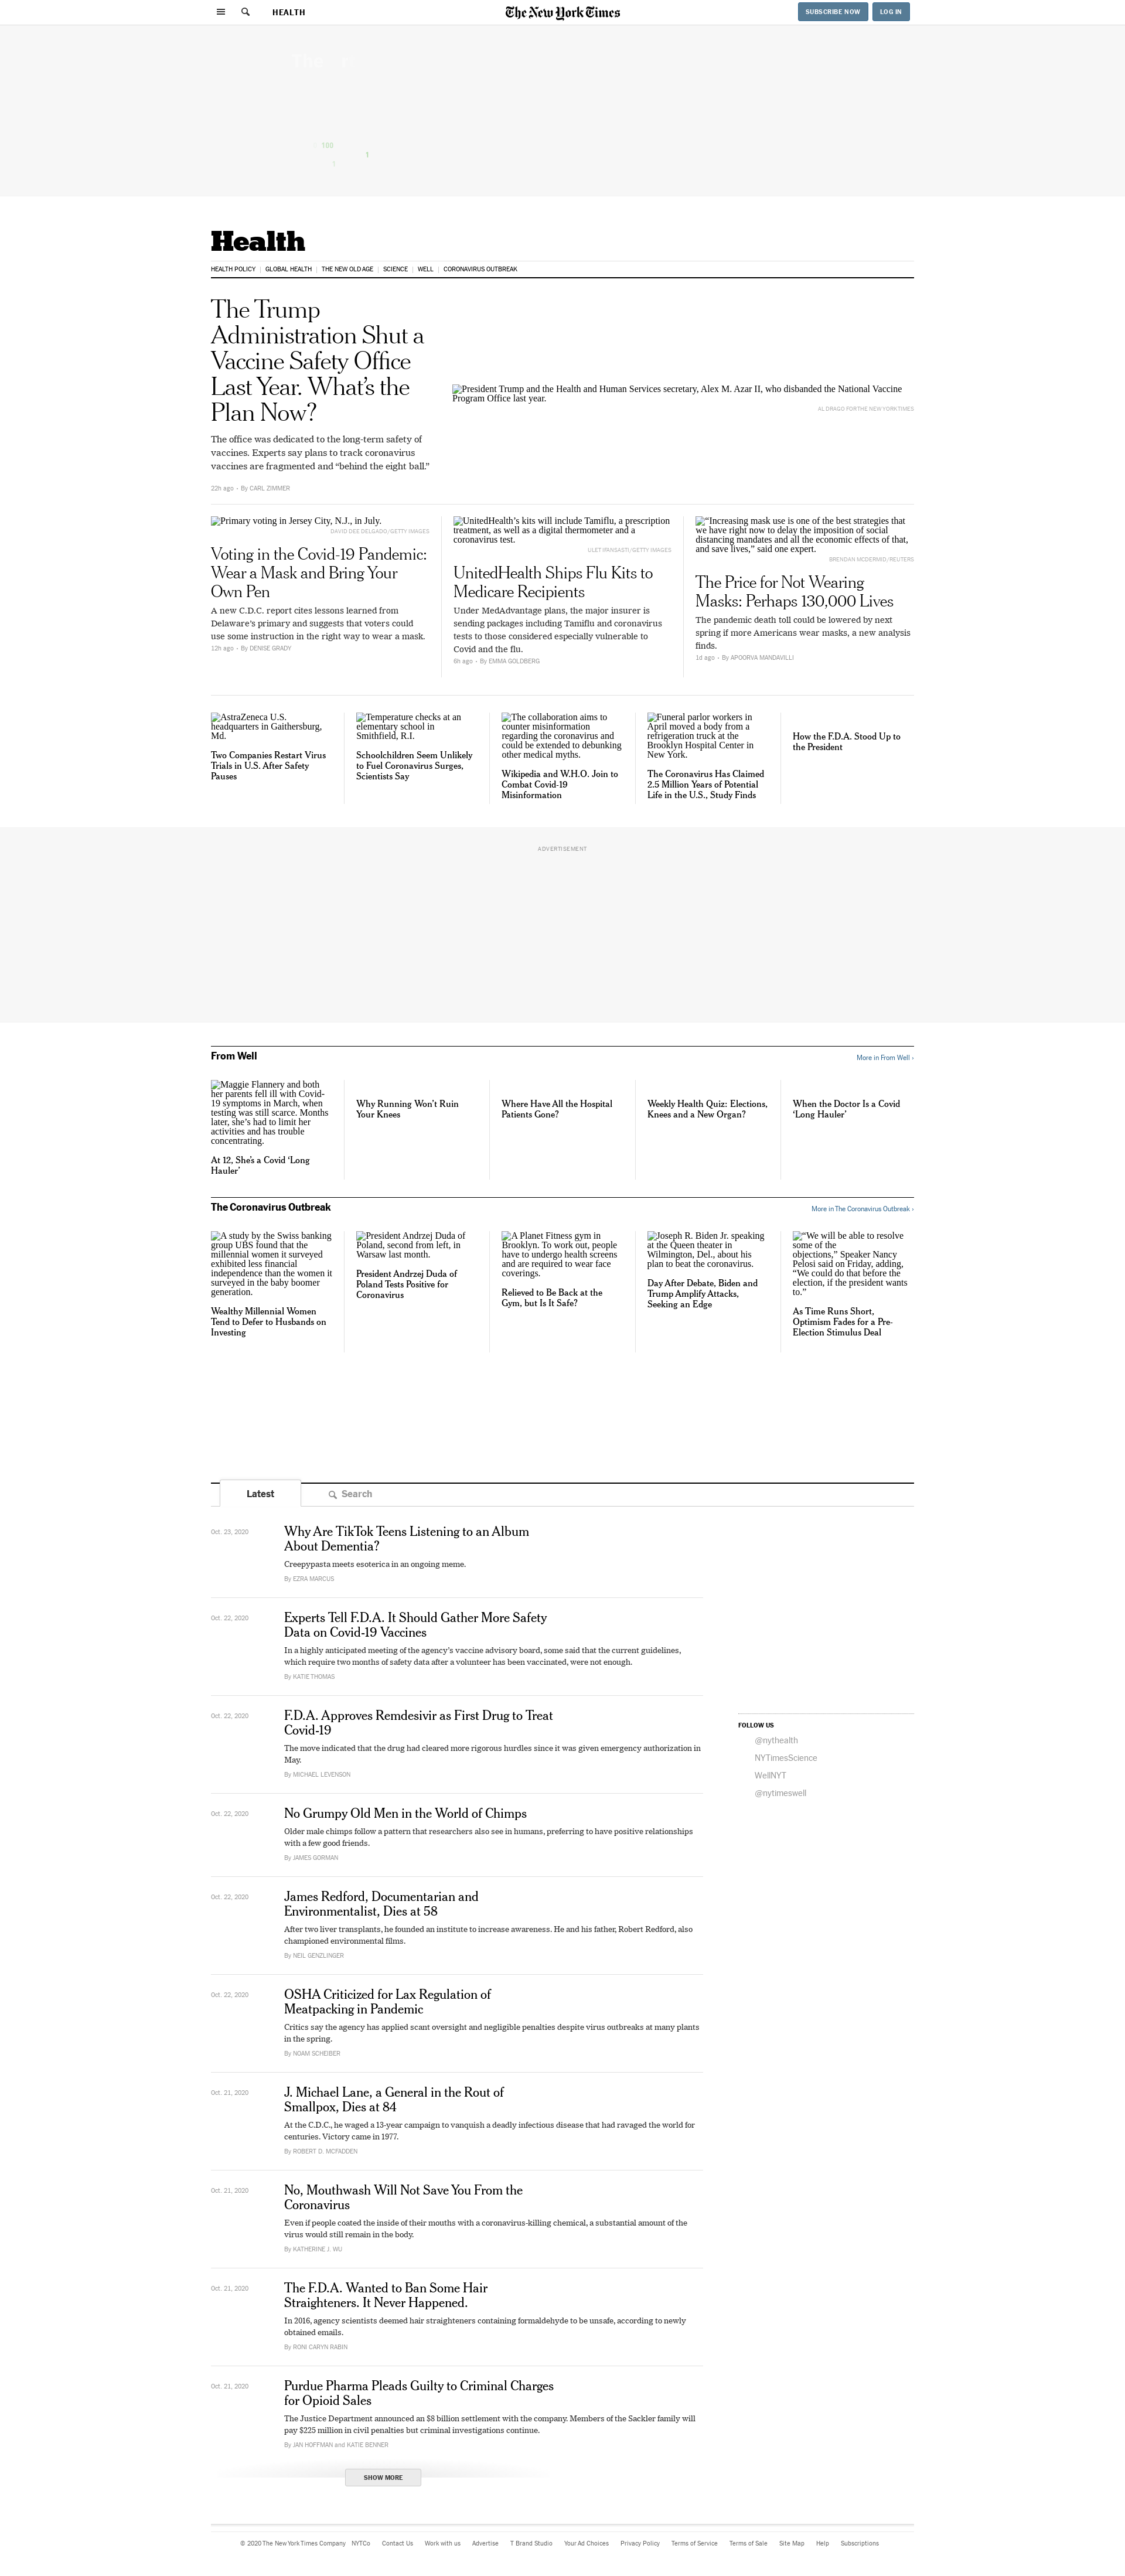 HEALTH
The New York Times
SUBSCRIBE NOW
LOG IN
100
1
Health
HEALTH POLICY
GLOBAL HEALTH
THE NEW OLD AGE
SCIENCE
WELL
CORONAVIRUS OUTBREAK
The Trump
Administration Shut a
Vaccine Safety Office
Last Year. What's the
Plan Now?
The office was dedicated to the long-term safety of
vaccines. Experts say plans to track coronavirus
vaccines are fragmented and “behind the eight ball.”
22h ago - By CARL ZIMMER
President Trump and the Health and Human Services secretary, Alex M. Azar II, who disbanded the National Vaccine
Program Office last year.
AL DRAGO FOR THE NEW YORK TIMES
Primary voting in Jersey City, N.J., in July.
DAVID DEE DELGADO/GETTY IMAGES
Voting in the Covid-19 Pandemic:
Wear a Mask and Bring Your
Own Pen
A new C.D.C. report cites lessons learned from
Delaware's primary and suggests that voters could
use some instruction in the right way to wear a mask.
12h ago - By DENISE GRADY
UnitedHealth's kits will include Tamiflu, a prescription
treatment, as well as a digital thermometer and a
coronavirus test.
ULET IFANSASTI/GETTY IMAGES
UnitedHealth Ships Flu Kits to
Medicare Recipients
Under MedAdvantage plans, the major insurer is
sending packages including Tamiflu and coronavirus
tests to those considered especially vulnerable to
Covid and the flu.
6h ago - By EMMA GOLDBERG
“Increasing mask use is one of the best strategies that
we have right now to delay the imposition of social
distancing mandates and all the economic effects of that,
and save lives,” said one expert.
BRENDAN MCDERMID/REUTERS
The Price for Not Wearing
Masks: Perhaps 130,000 Lives
The pandemic death toll could be lowered by next
spring if more Americans wear masks, a new analysis
finds.
1d ago - By APOORVA MANDAVILLI
AstraZeneca U.S.
headquarters in Gaithersburg,
Md.
Two Companies Restart Virus
Trials in U.S. After Safety
Pauses
Temperature checks at an
elementary school in
Smithfield, R.I.
Schoolchildren Seem Unlikely
to Fuel Coronavirus Surges,
Scientists Say
The collaboration aims to
counter misinformation
regarding the coronavirus and
could be extended to debunking
other medical myths.
Wikipedia and W.H.O. Join to
Combat Covid-19
Misinformation
Funeral parlor workers in
April moved a body from a
refrigeration truck at the
Brooklyn Hospital Center in
New York.
The Coronavirus Has Claimed
2.5 Million Years of Potential
Life in the U.S., Study Finds
How the F.D.A. Stood Up to
the President
ADVERTISEMENT
From Well
More in From Well ›
Maggie Flannery and both
her parents fell ill with Covid-
19 symptoms in March, when
testing was still scarce. Months
later, she's had to limit her
activities and has trouble
concentrating.
At 12, She's a Covid ‘Long
Hauler’
Why Running Won't Ruin
Your Knees
Where Have All the Hospital
Patients Gone?
Weekly Health Quiz: Elections,
Knees and a New Organ?
When the Doctor Is a Covid
‘Long Hauler’
The Coronavirus Outbreak
More in The Coronavirus Outbreak ›
A study by the Swiss banking
group UBS found that the
millennial women it surveyed
exhibited less financial
independence than the women it
surveyed in the baby boomer
generation.
Wealthy Millennial Women
Tend to Defer to Husbands on
Investing
President Andrzej Duda of
Poland, second from left, in
Warsaw last month.
President Andrzej Duda of
Poland Tests Positive for
Coronavirus
A Planet Fitness gym in
Brooklyn. To work out, people
have to undergo health screens
and are required to wear face
coverings.
Relieved to Be Back at the
Gym, but Is It Safe?
Joseph R. Biden Jr. speaking
at the Queen theater in
Wilmington, Del., about his
plan to beat the coronavirus.
Day After Debate, Biden and
Trump Amplify Attacks,
Seeking an Edge
“We will be able to resolve
some of the
objections,” Speaker Nancy
Pelosi said on Friday, adding,
“We could do that before the
election, if the president wants
to.”
As Time Runs Short,
Optimism Fades for a Pre-
Election Stimulus Deal
Latest
Search
Oct. 23, 2020
Why Are TikTok Teens Listening to an Album
About Dementia?
Creepypasta meets esoterica in an ongoing meme.
By EZRA MARCUS
Oct. 22, 2020
Experts Tell F.D.A. It Should Gather More Safety
Data on Covid-19 Vaccines
In a highly anticipated meeting of the agency's vaccine advisory board, some said that the current guidelines,
which require two months of safety data after a volunteer has been vaccinated, were not enough.
By KATIE THOMAS
Oct. 22, 2020
F.D.A. Approves Remdesivir as First Drug to Treat
Covid-19
The move indicated that the drug had cleared more rigorous hurdles since it was given emergency authorization in
May.
By MICHAEL LEVENSON
Oct. 22, 2020
No Grumpy Old Men in the World of Chimps
Older male chimps follow a pattern that researchers also see in humans, preferring to have positive relationships
with a few good friends.
By JAMES GORMAN
Oct. 22, 2020
James Redford, Documentarian and
Environmentalist, Dies at 58
After two liver transplants, he founded an institute to increase awareness. He and his father, Robert Redford, also
championed environmental films.
By NEIL GENZLINGER
Oct. 22, 2020
OSHA Criticized for Lax Regulation of
Meatpacking in Pandemic
Critics say the agency has applied scant oversight and negligible penalties despite virus outbreaks at many plants
in the spring.
By NOAM SCHEIBER
Oct. 21, 2020
J. Michael Lane, a General in the Rout of
Smallpox, Dies at 84
At the C.D.C., he waged a 13-year campaign to vanquish a deadly infectious disease that had ravaged the world for
centuries. Victory came in 1977.
By ROBERT D. MCFADDEN
Oct. 21, 2020
No, Mouthwash Will Not Save You From the
Coronavirus
Even if people coated the inside of their mouths with a coronavirus-killing chemical, a substantial amount of the
virus would still remain in the body.
By KATHERINE J. WU
Oct. 21, 2020
The F.D.A. Wanted to Ban Some Hair
Straighteners. It Never Happened.
In 2016, agency scientists deemed hair straighteners containing formaldehyde to be unsafe, according to newly
obtained emails.
By RONI CARYN RABIN
Oct. 21, 2020
Purdue Pharma Pleads Guilty to Criminal Charges
for Opioid Sales
The Justice Department announced an $8 billion settlement with the company. Members of the Sackler family will
pay $225 million in civil penalties but criminal investigations continue.
By JAN HOFFMAN and KATIE BENNER
SHOW MORE
FOLLOW US
@nythealth
NYTimesScience
WellNYT
@nytimeswell
© 2020 The New York Times Company
NYTCo
Contact Us
Work with us
Advertise
T Brand Studio
Your Ad Choices
Privacy Policy
Terms of Service
Terms of Sale
Site Map
Help
Subscriptions